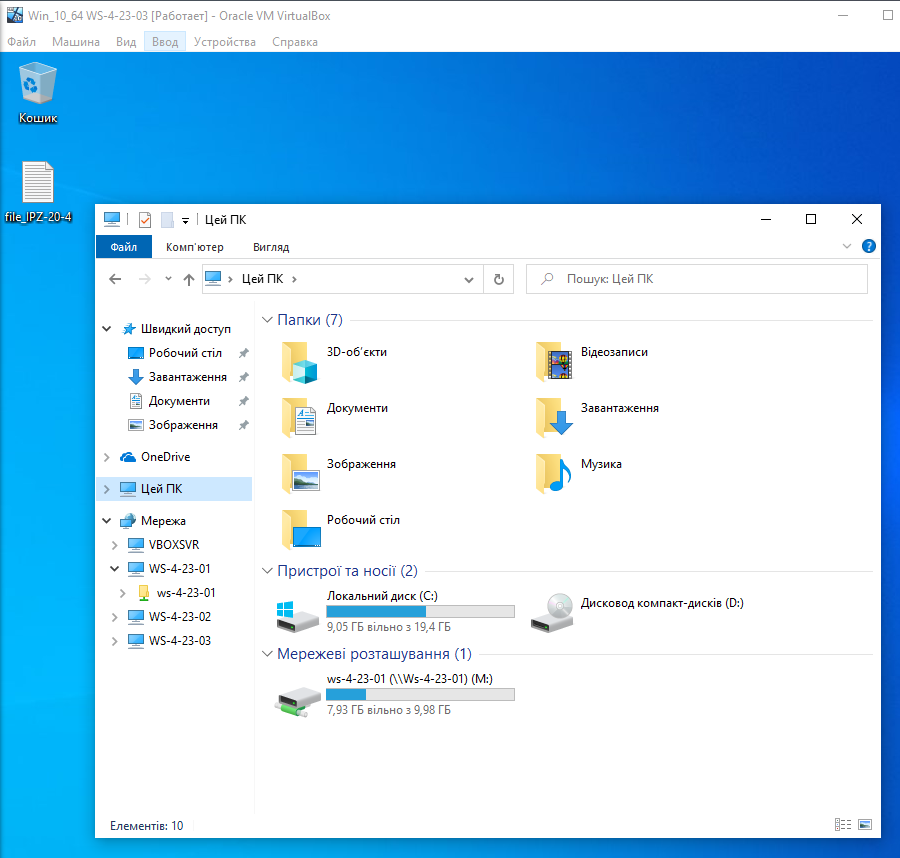 Win_10_64 WS-4-23-03 [Работает] - Oracle VM VirtualBox
Файл Машина Вид Ввод Устройства Справка
Кошик
file_IPZ-20-4
Цей ПК
Файл Комп'ютер Вигляд
Цей ПК
Пошук: Цей ПК
Швидкий доступ
Робочий стіл
Завантаження
Документи
Зображення
OneDrive
Цей ПК
Мережа
VBOXSVR
WS-4-23-01
ws-4-23-01
WS-4-23-02
WS-4-23-03
Папки (7)
3D-об'єкти
Відеозаписи
Документи
Завантаження
Зображення
Музика
Робочий стіл
Пристрої та носії (2)
Локальний диск (C:)
9,05 ГБ вільно з 19,4 ГБ
Дисковод компакт-дисків (D:)
Мережеві розташування (1)
ws-4-23-01 (\\Ws-4-23-01) (M:)
7,93 ГБ вільно з 9,98 ГБ
Елементів: 10